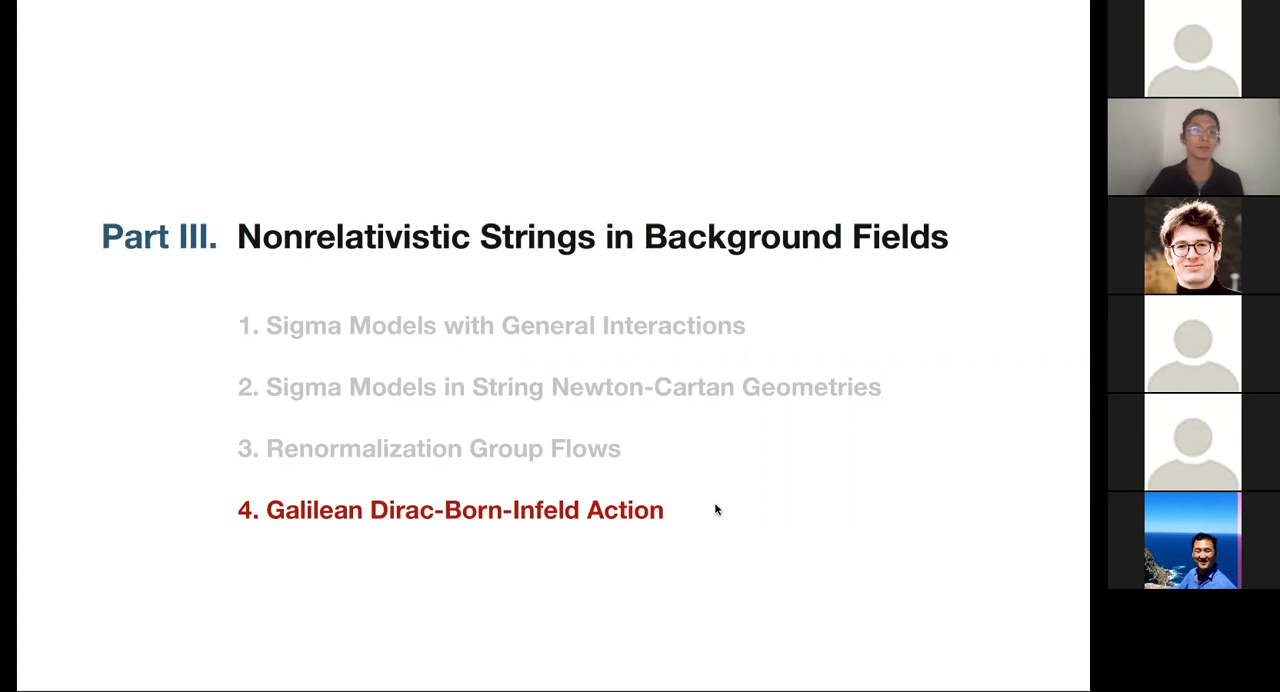 Part III. Nonrelativistic Strings in Background Fields
1. Sigma Models with General Interactions
2. Sigma Models in String Newton-Cartan Geometries
3. Renormalization Group Flows
4. Galilean Dirac-Born-Infeld Action